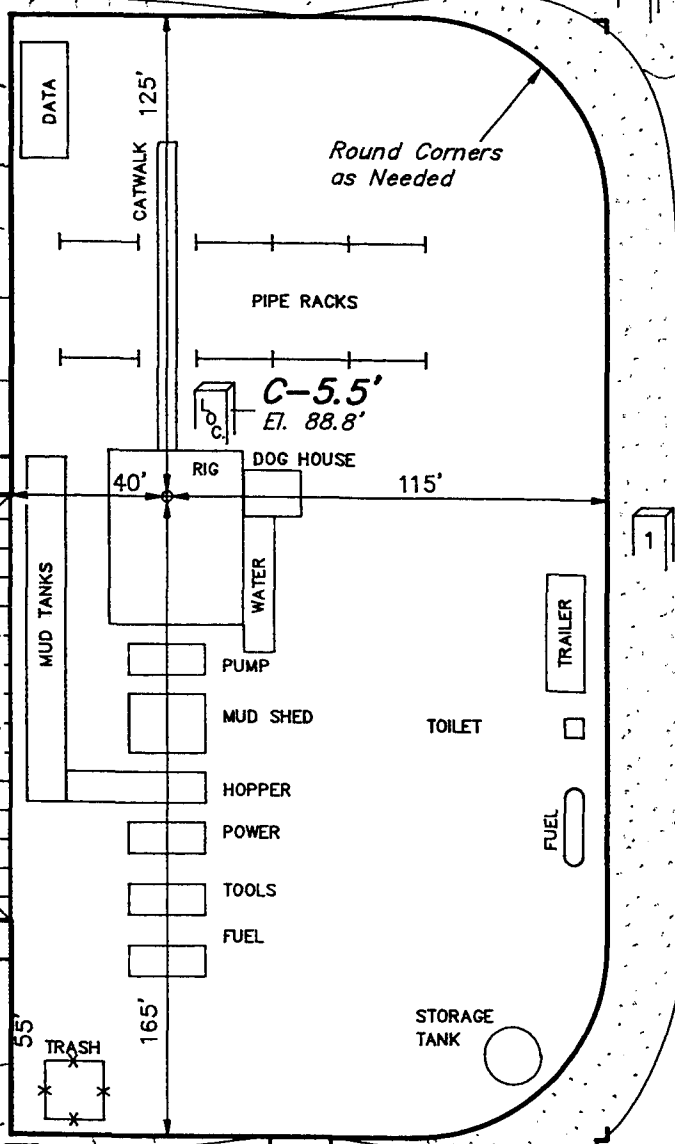 DATA
125'
CATWALK
Round Corners
as Needed
PIPE RACKS
LOC.
C-5.5'
El. 88.8'
RIG
DOG HOUSE
40'
115'
1
MUD TANKS
WATER
TRAILER
PUMP
MUD SHED
TOILET
HOPPER
POWER
FUEL
TOOLS
FUEL
55'
165'
STORAGE
TANK
TRASH